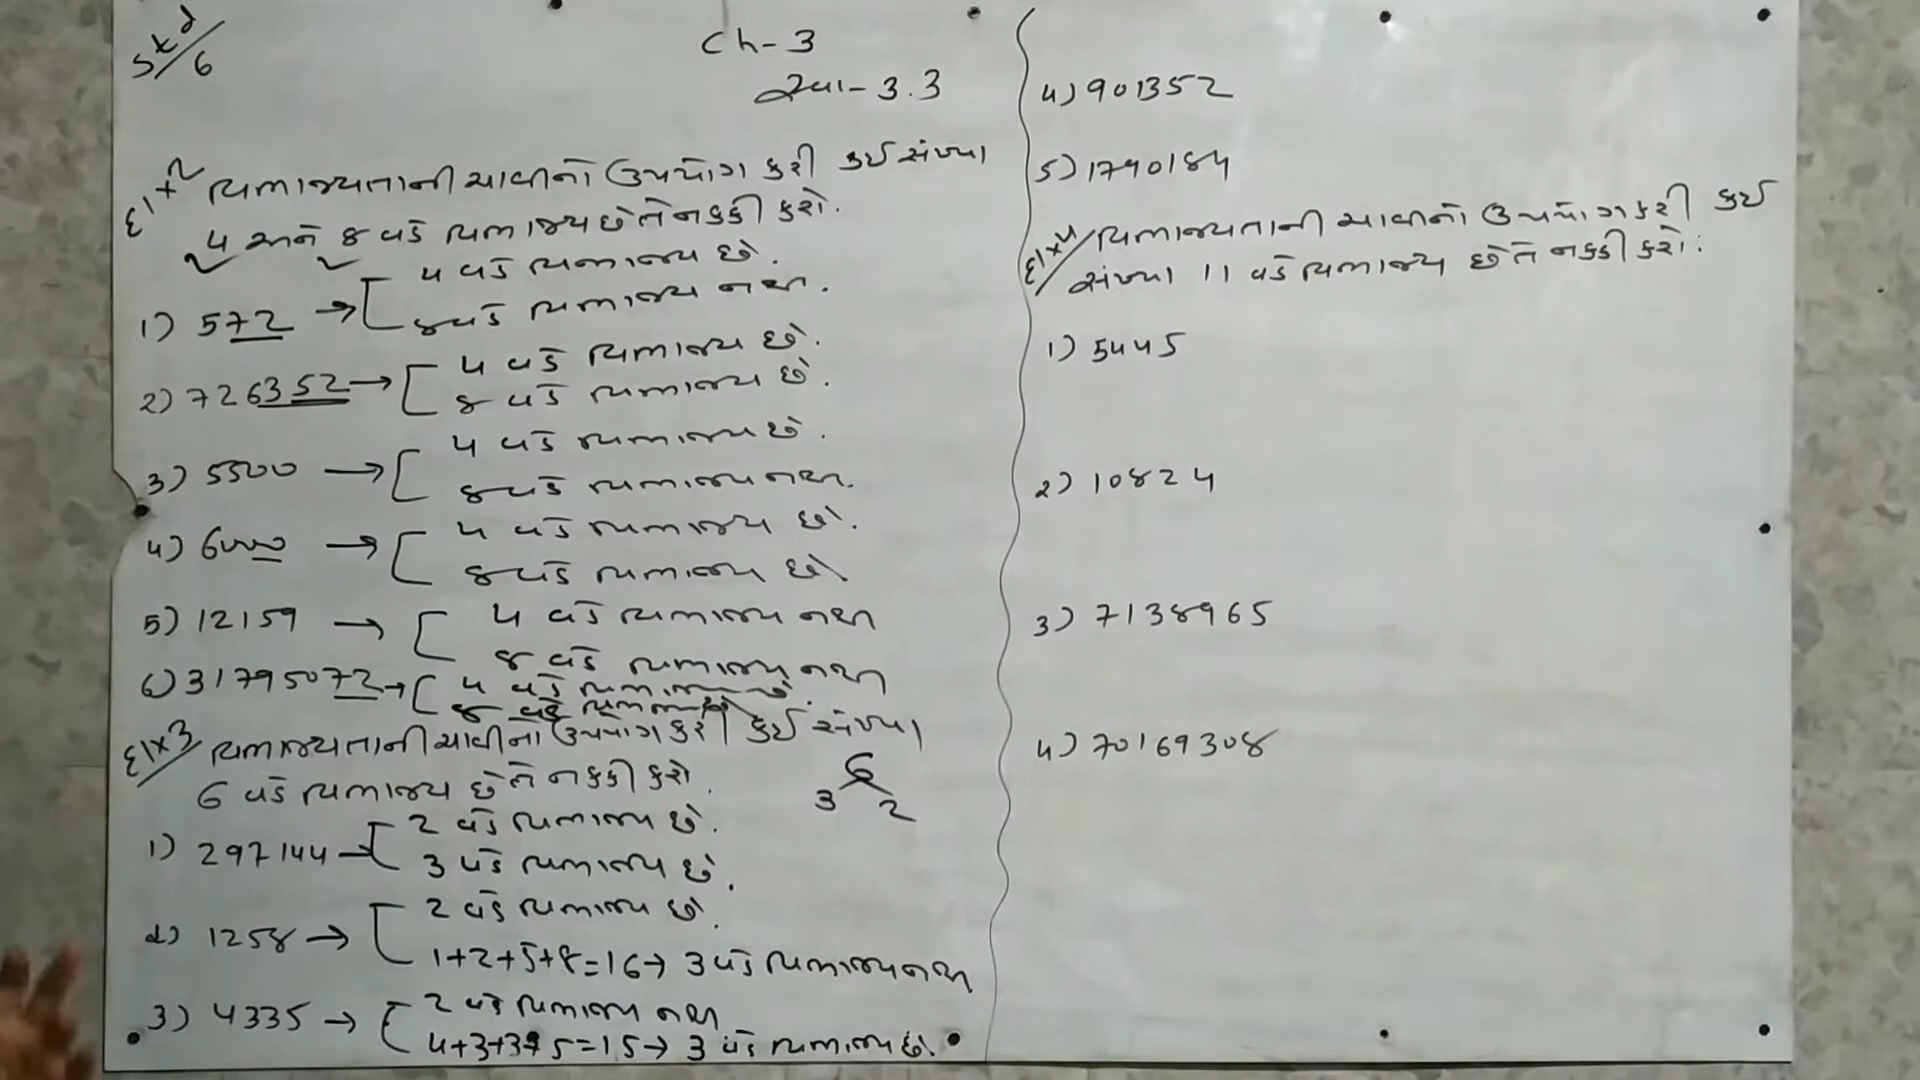 Std/6
Ch-3
સ્વા-3.3
દાખ-2 વિભાજ્યતાની ચાવીનો ઉપયોગ કરી કઈ સંખ્યા
4 અને 8 વડે વિભાજ્ય છે તે નક્કી કરો.
1) 572 → [ 4 વડે વિભાજ્ય છે.
8 વડે વિભાજ્ય નથી.
2) 726352 → [ 4 વડે વિભાજ્ય છે.
8 વડે વિભાજ્ય છે.
3) 5500 → [ 4 વડે વિભાજ્ય છે.
8 વડે વિભાજ્ય નથી.
4) 6000 → [ 4 વડે વિભાજ્ય છે.
8 વડે વિભાજ્ય છે.
5) 12159 → [ 4 વડે વિભાજ્ય નથી
8 વડે વિભાજ્ય નથી
6) 31795072 → [ 4 વડે વિભાજ્ય છે.
8 વડે વિભાજ્ય છે
દા×3 વિભાજ્યતાની ચાવીનો ઉપયોગ કરી કઈ સંખ્યા
6 વડે વિભાજ્ય છે તે નક્કી કરો.
6
3 2
1) 297144 → [ 2 વડે વિભાજ્ય છે.
3 વડે વિભાજ્ય છે.
2) 1258 → [ 2 વડે વિભાજ્ય છે.
1+2+5+8=16→ 3 વડે વિભાજ્ય નથી
3) 4335 → [ 2 વડે વિભાજ્ય નથી
4+3+3+5=15→ 3 વડે વિભાજ્ય છે.
4) 901352
5) 1790184
દા×4 વિભાજ્યતાની ચાવીનો ઉપયોગ કરી કઈ
સંખ્યા 11 વડે વિભાજ્ય છે તે નક્કી કરો.
1) 5445
2) 10824
3) 7138965
4) 70169308